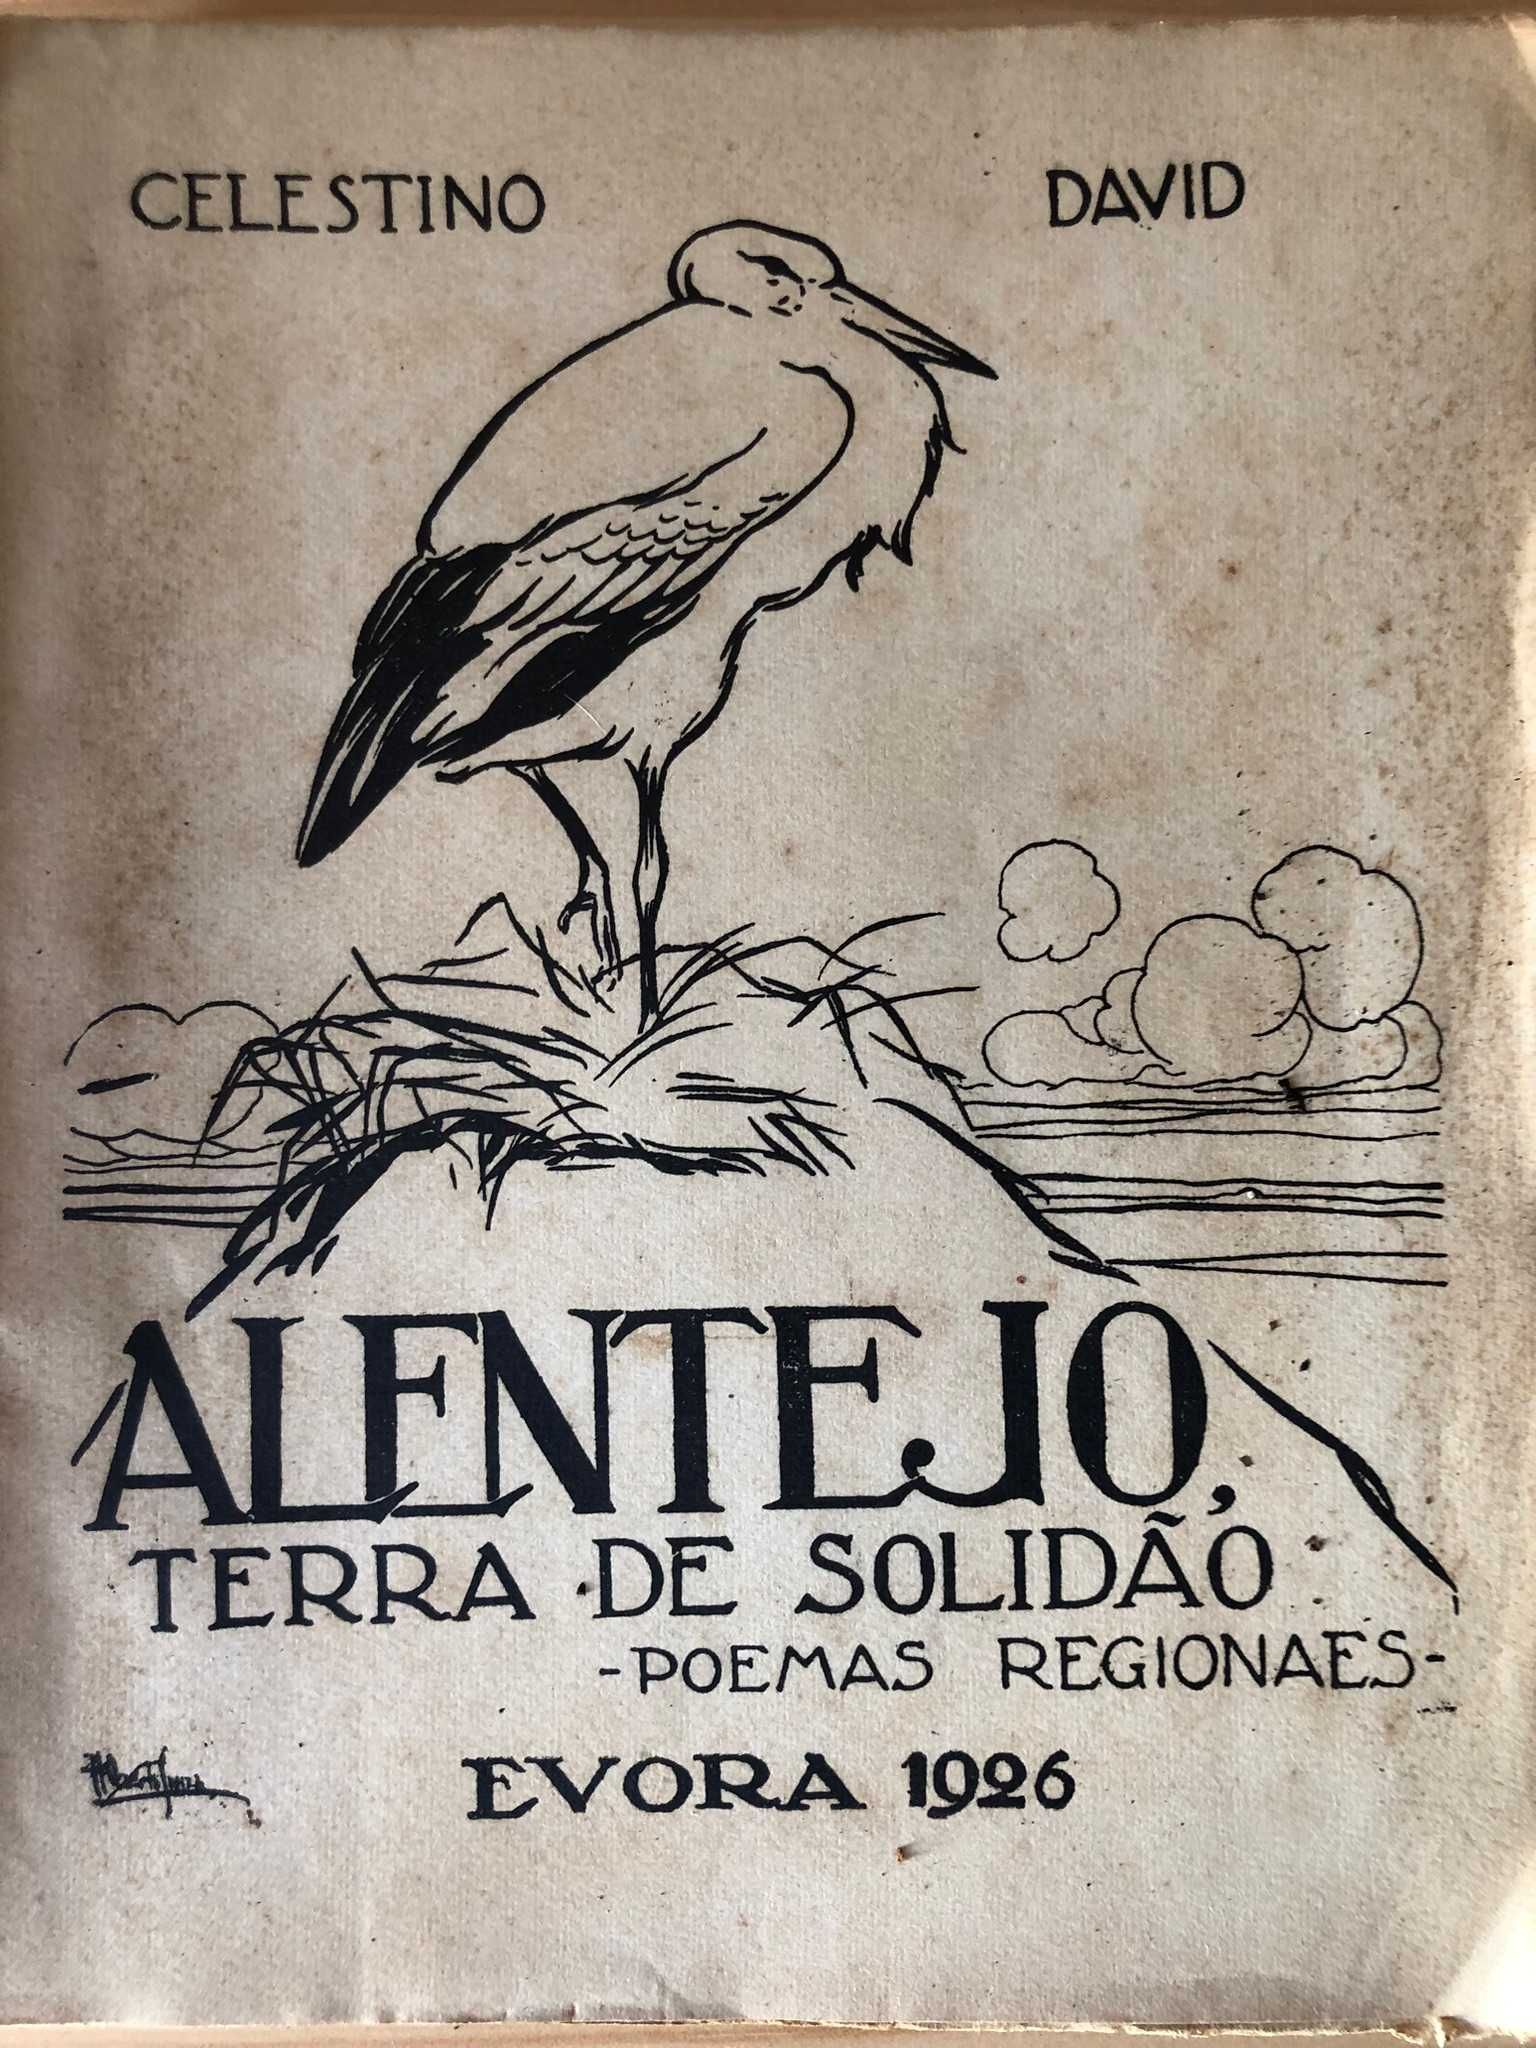 CELESTINO DAVID
ALENTEJO,
TERRA DE SOLIDÃO
-POEMAS REGIONAES-
EVORA 1926